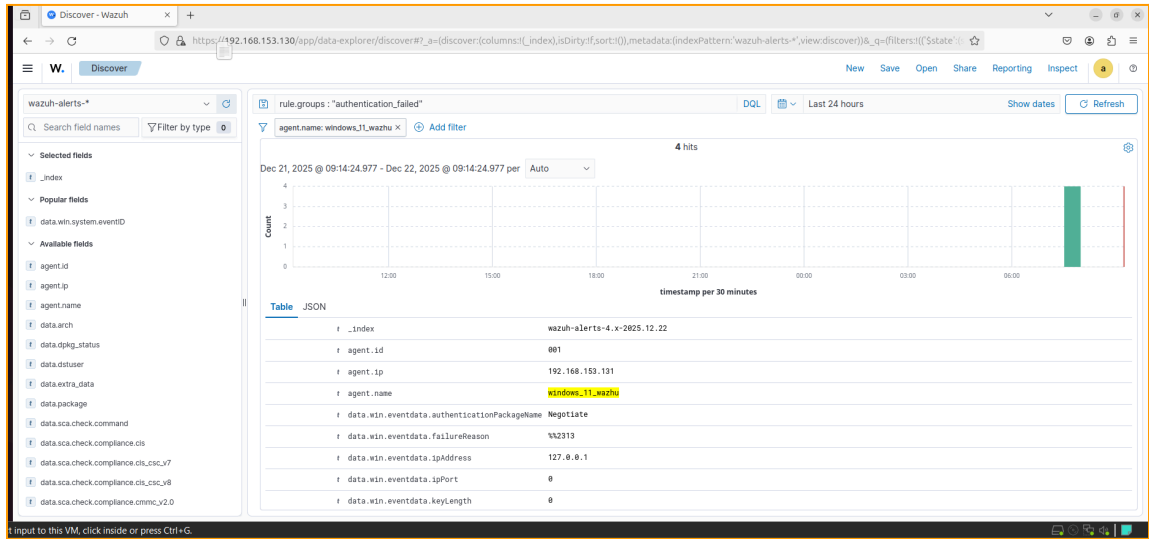 Discover - Wazuh
https://192.168.153.130/app/data-explorer/discover#?_a=(discover:(columns:!(_index),isDirty:!f,sort:!()),metadata:(indexPattern:'wazuh-alerts-*',view:discover))&_q=(filters:!(('$state':(
W. Discover New Save Open Share Reporting Inspect a
wazuh-alerts-* rule.groups : "authentication_failed" DQL Last 24 hours Show dates Refresh
Search field names Filter by type 0 agent.name: windows_11_wazhu × Add filter
4 hits
Dec 21, 2025 @ 09:14:24.977 - Dec 22, 2025 @ 09:14:24.977 per Auto
Count
4
3
2
1
0
12:00 15:00 18:00 21:00 00:00 03:00 06:00
timestamp per 30 minutes
Selected fields
t _index
Popular fields
t data.win.system.eventID
Available fields
t agent.id
t agent.ip
t agent.name
t data.arch
t data.dpkg_status
t data.dstuser
t data.extra_data
t data.package
t data.sca.check.command
t data.sca.check.compliance.cis
t data.sca.check.compliance.cis_csc_v7
t data.sca.check.compliance.cis_csc_v8
t data.sca.check.compliance.cmmc_v2.0
Table JSON
t _index wazuh-alerts-4.x-2025.12.22
t agent.id 001
t agent.ip 192.168.153.131
t agent.name windows_11_wazhu
t data.win.eventdata.authenticationPackageName Negotiate
t data.win.eventdata.failureReason %%2313
t data.win.eventdata.ipAddress 127.0.0.1
t data.win.eventdata.ipPort 0
t data.win.eventdata.keyLength 0
t input to this VM, click inside or press Ctrl+G.